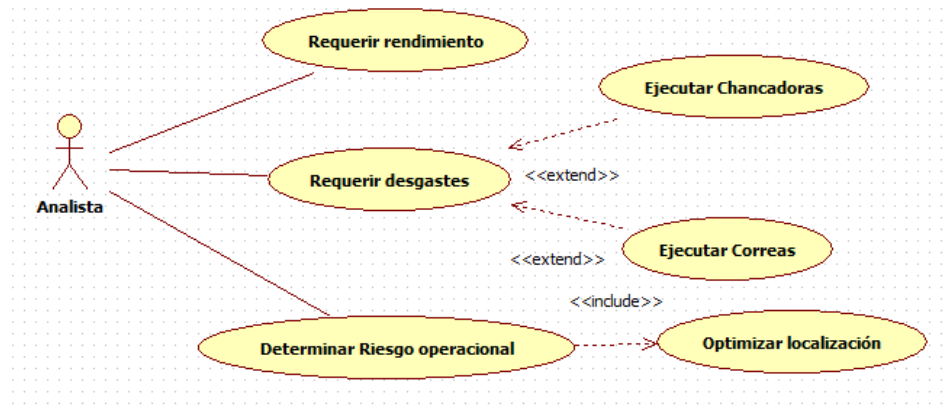 Requerir rendimiento
Ejecutar Chancadoras
Requerir desgastes
<<extend>>
Analista
Ejecutar Correas
<<extend>>
<<include>>
Determinar Riesgo operacional
Optimizar localización